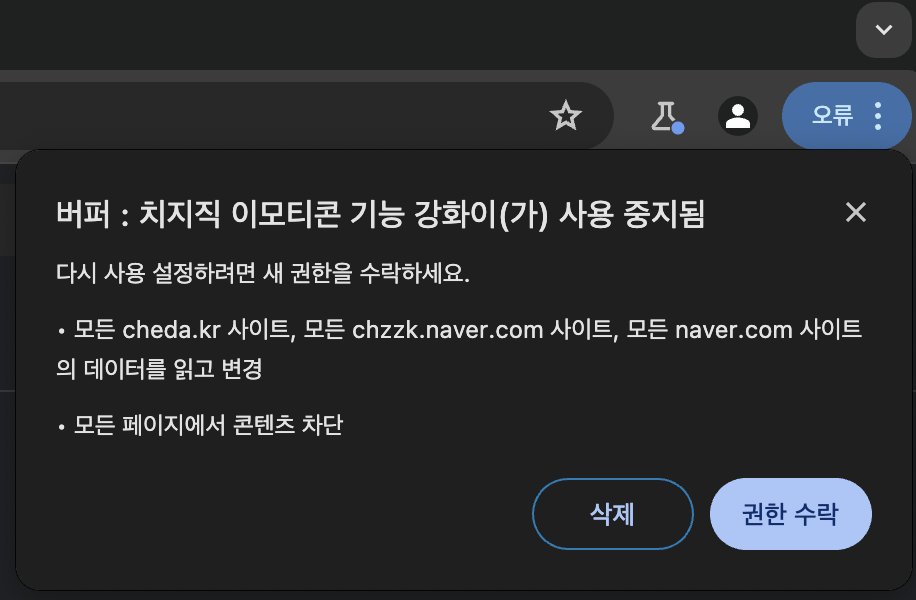 오류
버퍼 : 치지직 이모티콘 기능 강화이(가) 사용 중지됨
다시 사용 설정하려면 새 권한을 수락하세요.
• 모든 cheda.kr 사이트, 모든 chzzk.naver.com 사이트, 모든 naver.com 사이트
의 데이터를 읽고 변경
• 모든 페이지에서 콘텐츠 차단
삭제
권한 수락